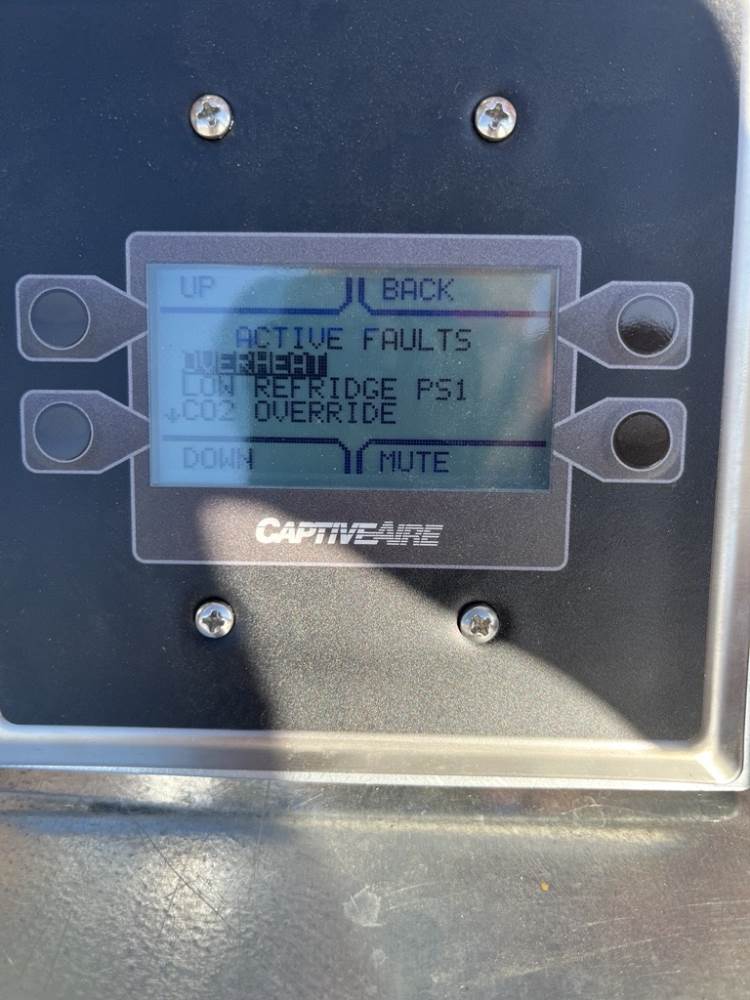 UP BACK
ACTIVE FAULTS
OVERHEAT
LOW REFRIDGE PS1
↓CO2 OVERRIDE
DOWN MUTE
CAPTIVEAIRE